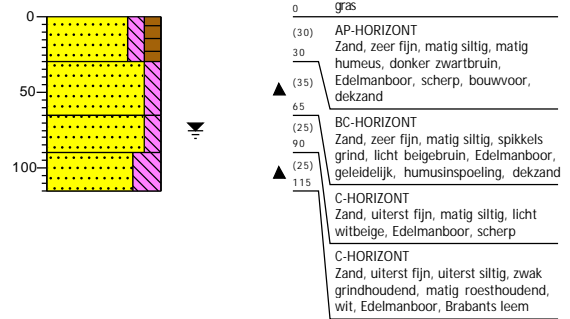 0
50
100
0
gras
(30)
30
(35)
65
(25)
90
(25)
115
AP-HORIZONT
Zand, zeer fijn, matig siltig, matig
humeus, donker zwartbruin,
Edelmanboor, scherp, bouwvoor,
dekzand
BC-HORIZONT
Zand, zeer fijn, matig siltig, spikkels
grind, licht beigebruin, Edelmanboor,
geleidelijk, humusinspoeling, dekzand
C-HORIZONT
Zand, uiterst fijn, matig siltig, licht
witbeige, Edelmanboor, scherp
C-HORIZONT
Zand, uiterst fijn, uiterst siltig, zwak
grindhoudend, matig roesthoudend,
wit, Edelmanboor, Brabants leem